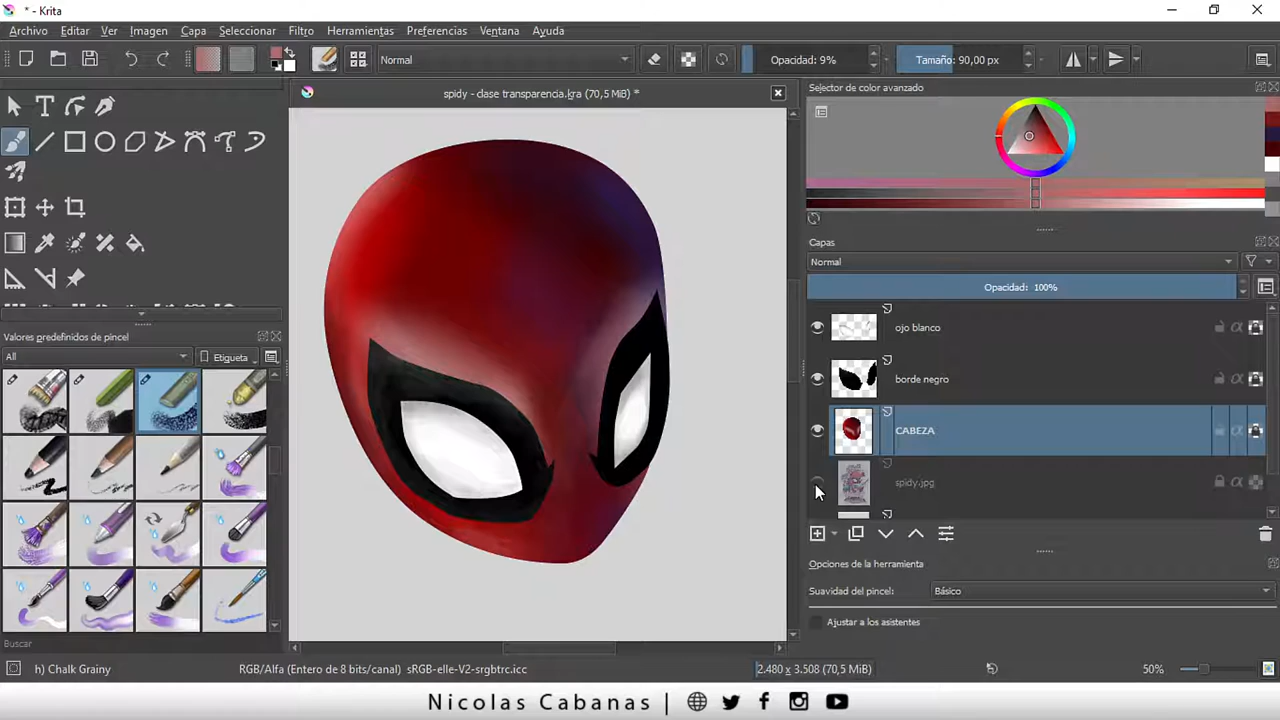 * - Krita
Archivo Editar Ver Imagen Capa Seleccionar Filtro Herramientas Preferencias Ventana Ayuda
Normal
Opacidad: 9%
Tamaño: 90,00 px
spidy - clase transparencia.kra (70,5 MiB) *
Selector de color avanzado
Capas
Normal
Opacidad: 100%
ojo blanco
borde negro
CABEZA
spidy.jpg
Valores predefinidos de pincel
All
Etiqueta
Opciones de la herramienta
Suavidad del pincel:
Básico
Ajustar a los asistentes
Buscar
h) Chalk Grainy
RGB/Alfa (Entero de 8 bits/canal) sRGB-elle-V2-srgbtrc.icc
2.480 x 3.508 (70,5 MiB)
50%
Nicolas Cabanas |